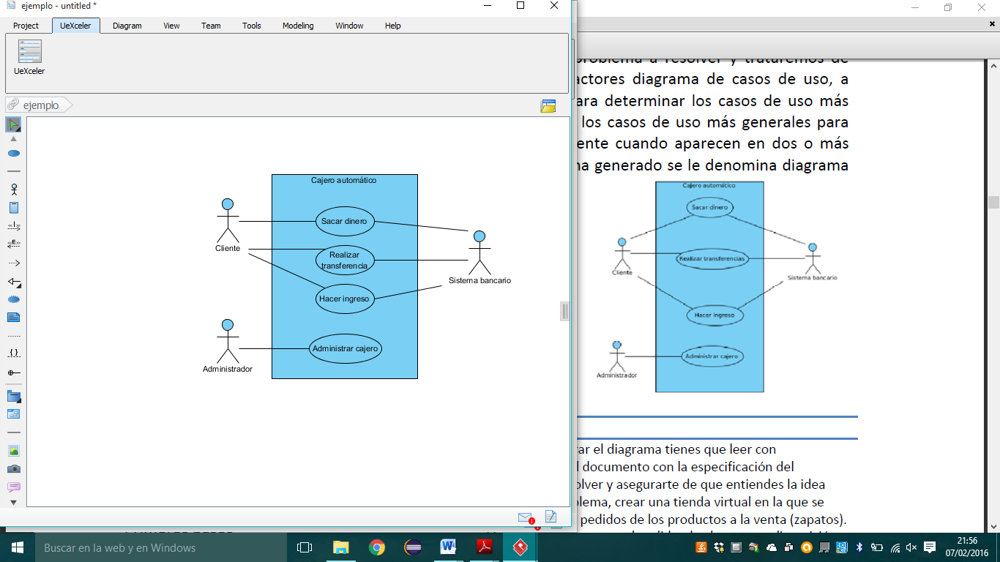 ejemplo - untitled *
Project UeXceler Diagram View Team Tools Modeling Window Help
UeXceler
ejemplo
Cajero automático
Sacar dinero
Cliente
Realizar
transferencia
Sistema bancario
Hacer ingreso
Administrar cajero
Administrador
problema a resolver y trataremos de
actores diagrama de casos de uso, a
para determinar los casos de uso más
los casos de uso más generales para
ente cuando aparecen en dos o más
generado se le denomina diagrama
Cajero automático
Sacar dinero
Cliente
Realizar transferencias
Sistema bancario
Hacer ingreso
Administrar cajero
Administrador
rar el diagrama tienes que leer con
documento con la especificación del
olver y asegurarte de que entiendes la idea
blema, crear una tienda virtual en la que se
pedidos de los productos a la venta (zapatos).
Buscar en la web y en Windows
21:56
07/02/2016